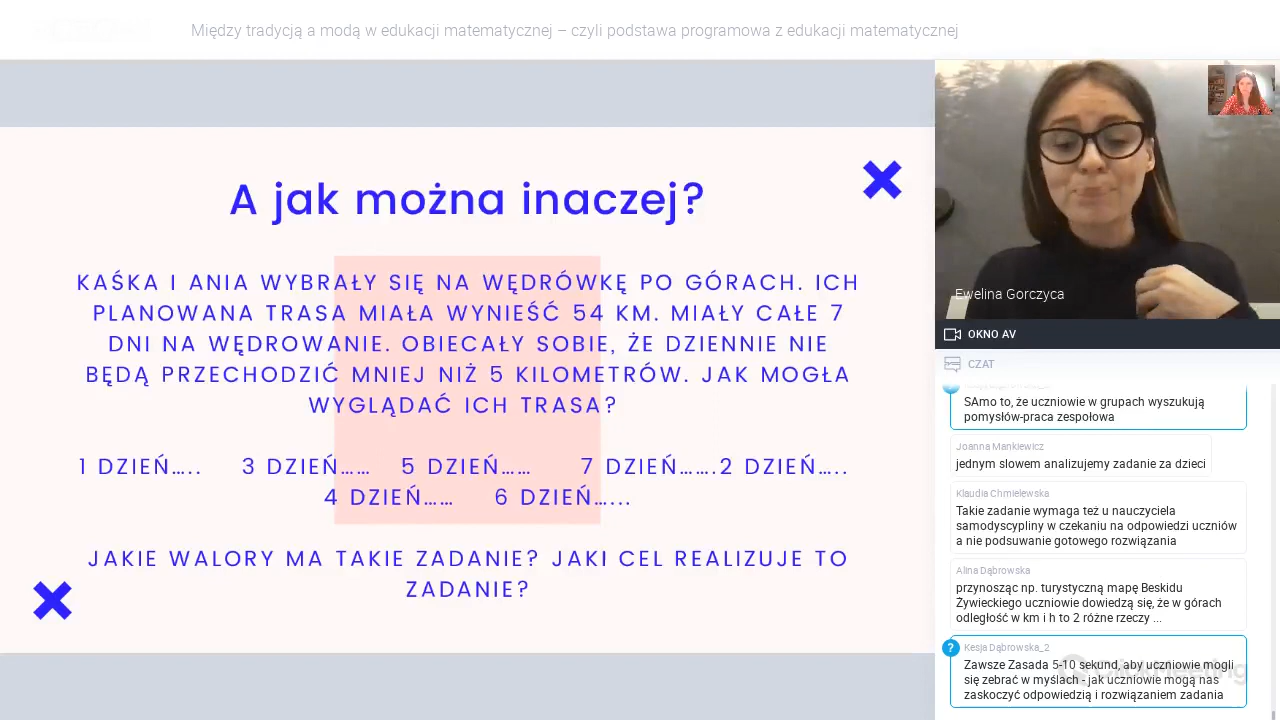 Między tradycją a modą w edukacji matematycznej – czyli podstawa programowa z edukacji matematycznej
A jak można inaczej?
KAŚKA I ANIA WYBRAŁY SIĘ NA WĘDRÓWKĘ PO GÓRACH. ICH
PLANOWANA TRASA MIAŁA WYNIEŚĆ 54 KM. MIAŁY CAŁE 7
DNI NA WĘDROWANIE. OBIECAŁY SOBIE, ŻE DZIENNIE NIE
BĘDĄ PRZECHODZIĆ MNIEJ NIŻ 5 KILOMETRÓW. JAK MOGŁA
WYGLĄDAĆ ICH TRASA?
1 DZIEŃ..... 3 DZIEŃ...... 5 DZIEŃ...... 7 DZIEŃ.......2 DZIEŃ.....
4 DZIEŃ...... 6 DZIEŃ......
JAKIE WALORY MA TAKIE ZADANIE? JAKI CEL REALIZUJE TO
ZADANIE?
Ewelina Gorczyca
OKNO AV
CZAT
SAmo to, że uczniowie w grupach wyszukują
pomysłów-praca zespołowa
Joanna Mankiewicz
jednym slowem analizujemy zadanie za dzieci
Klaudia Chmielewska
Takie zadanie wymaga też u nauczyciela
samodyscypliny w czekaniu na odpowiedzi uczniów
a nie podsuwanie gotowego rozwiązania
Alina Dąbrowska
przynosząc np. turystyczną mapę Beskidu
Żywieckiego uczniowie dowiedzą się, że w górach
odległość w km i h to 2 różne rzeczy ...
?
Kesja Dąbrowska_2
Zawsze Zasada 5-10 sekund, aby uczniowie mogli
się zebrać w myślach - jak uczniowie mogą nas
zaskoczyć odpowiedzią i rozwiązaniem zadania
ClickMeeting